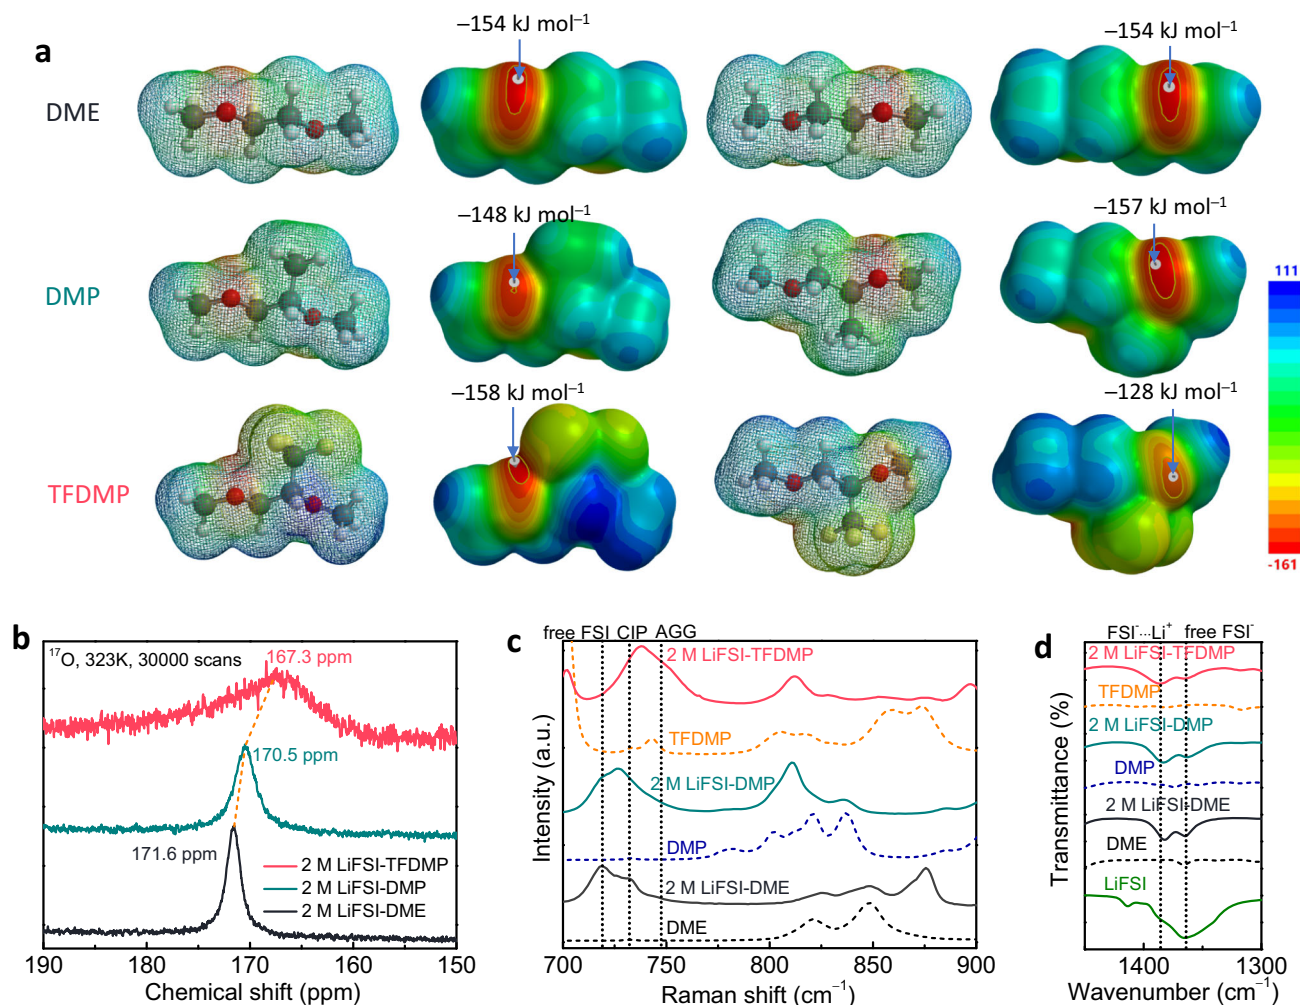 a
DME
−154 kJ mol⁻¹
−154 kJ mol⁻¹
DMP
−148 kJ mol⁻¹
−157 kJ mol⁻¹
111
TFDMP
−158 kJ mol⁻¹
−128 kJ mol⁻¹
-161
b
¹⁷O, 323K, 30000 scans
167.3 ppm
170.5 ppm
171.6 ppm
2 M LiFSI-TFDMP
2 M LiFSI-DMP
2 M LiFSI-DME
190 180 170 160 150
Chemical shift (ppm)
c
free FSI CIP AGG
2 M LiFSI-TFDMP
TFDMP
2 M LiFSI-DMP
DMP
2 M LiFSI-DME
DME
Intensity (a.u.)
700 750 800 850 900
Raman shift (cm⁻¹)
d
FSI⁻···Li⁺ free FSI⁻
2 M LiFSI-TFDMP
TFDMP
2 M LiFSI-DMP
DMP
2 M LiFSI-DME
DME
LiFSI
Transmittance (%)
1400 1300
Wavenumber (cm⁻¹)